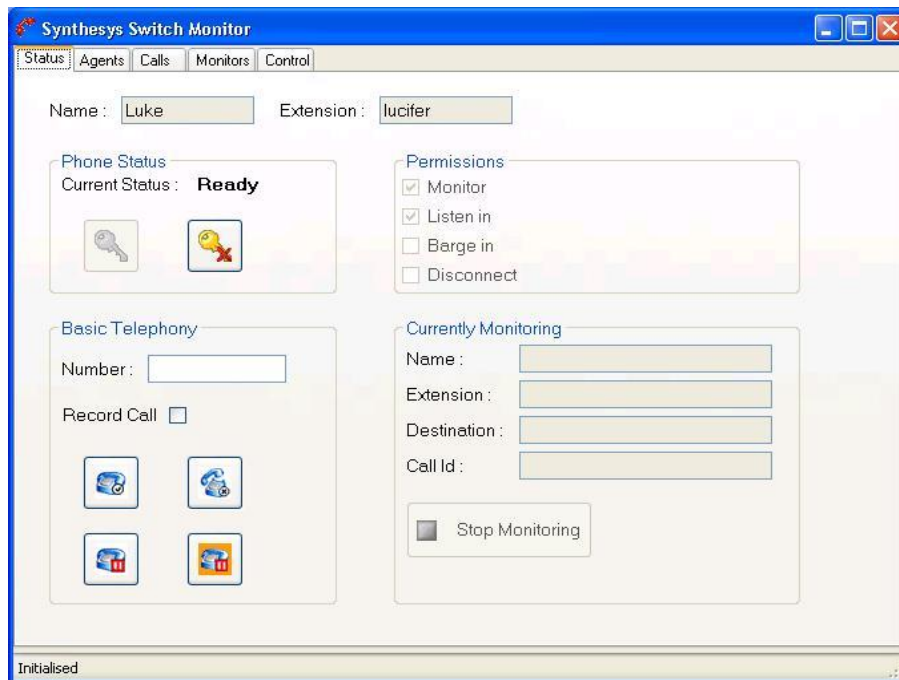 Synthesys Switch Monitor
Status Agents Calls Monitors Control
Name : Luke Extension : lucifer
Phone Status
Current Status : Ready
Permissions
Monitor
Listen in
Barge in
Disconnect
Basic Telephony
Number :
Record Call
Currently Monitoring
Name :
Extension :
Destination :
Call Id :
Stop Monitoring
Initialised